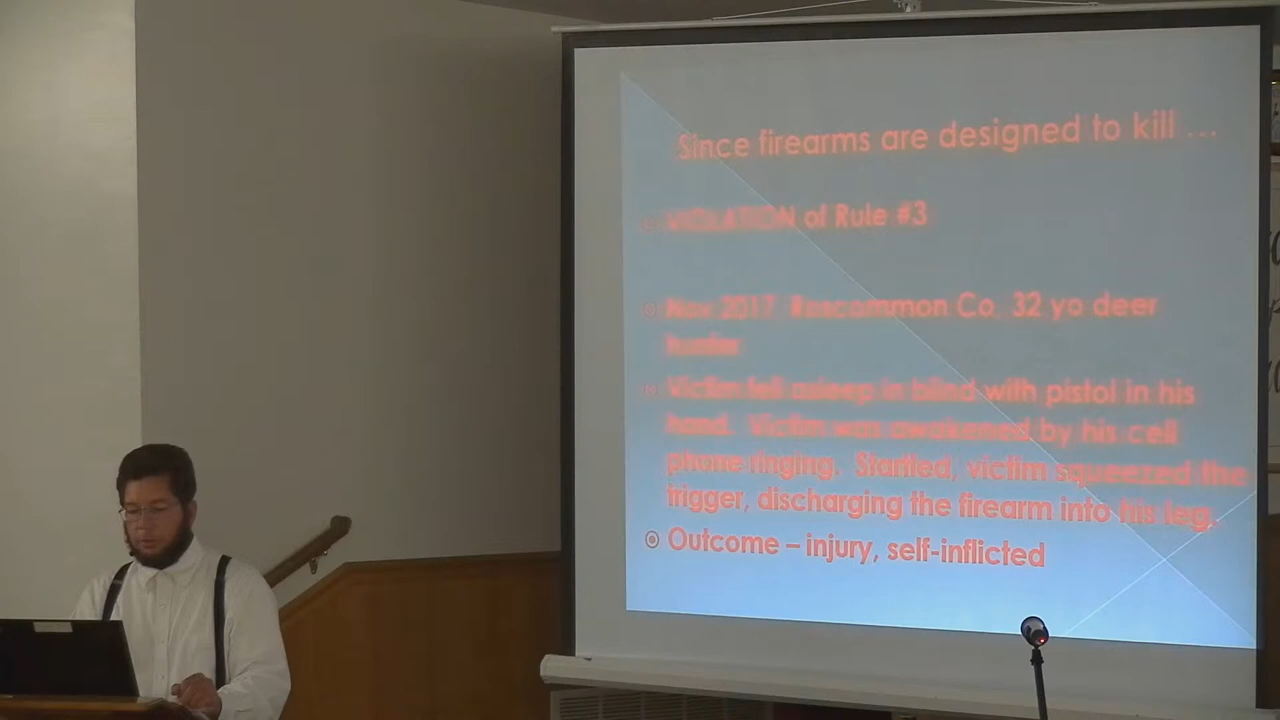 Since firearms are designed to kill ...
VIOLATION of Rule #3
Nov 2017 Roscommon Co, 32 yo deer
hunter
Victim fell asleep in blind with pistol in his
hand. Victim was awakened by his cell
phone ringing. Startled, victim squeezed the
trigger, discharging the firearm into his leg.
Outcome – injury, self-inflicted